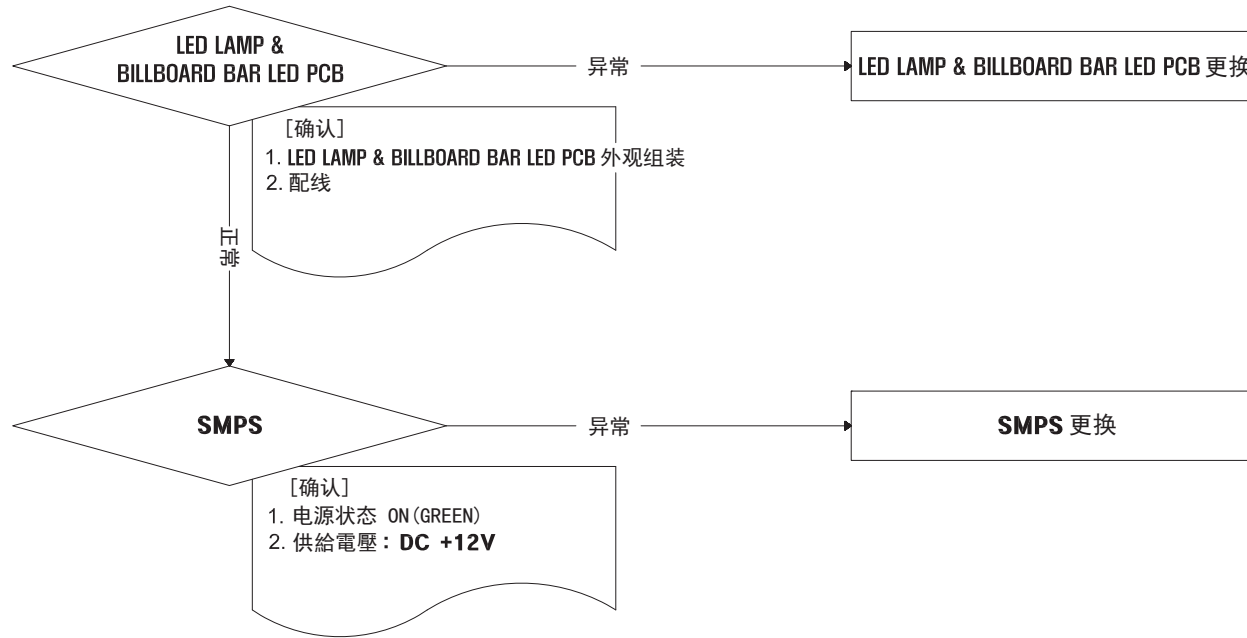 LED LAMP &
BILLBOARD BAR LED PCB
异常
LED LAMP & BILLBOARD BAR LED PCB 更换
[确认]
1. LED LAMP & BILLBOARD BAR LED PCB 外观组装
2. 配线
正常
SMPS
异常
SMPS 更换
[确认]
1. 电源状态 ON(GREEN)
2. 供給電壓: DC +12V